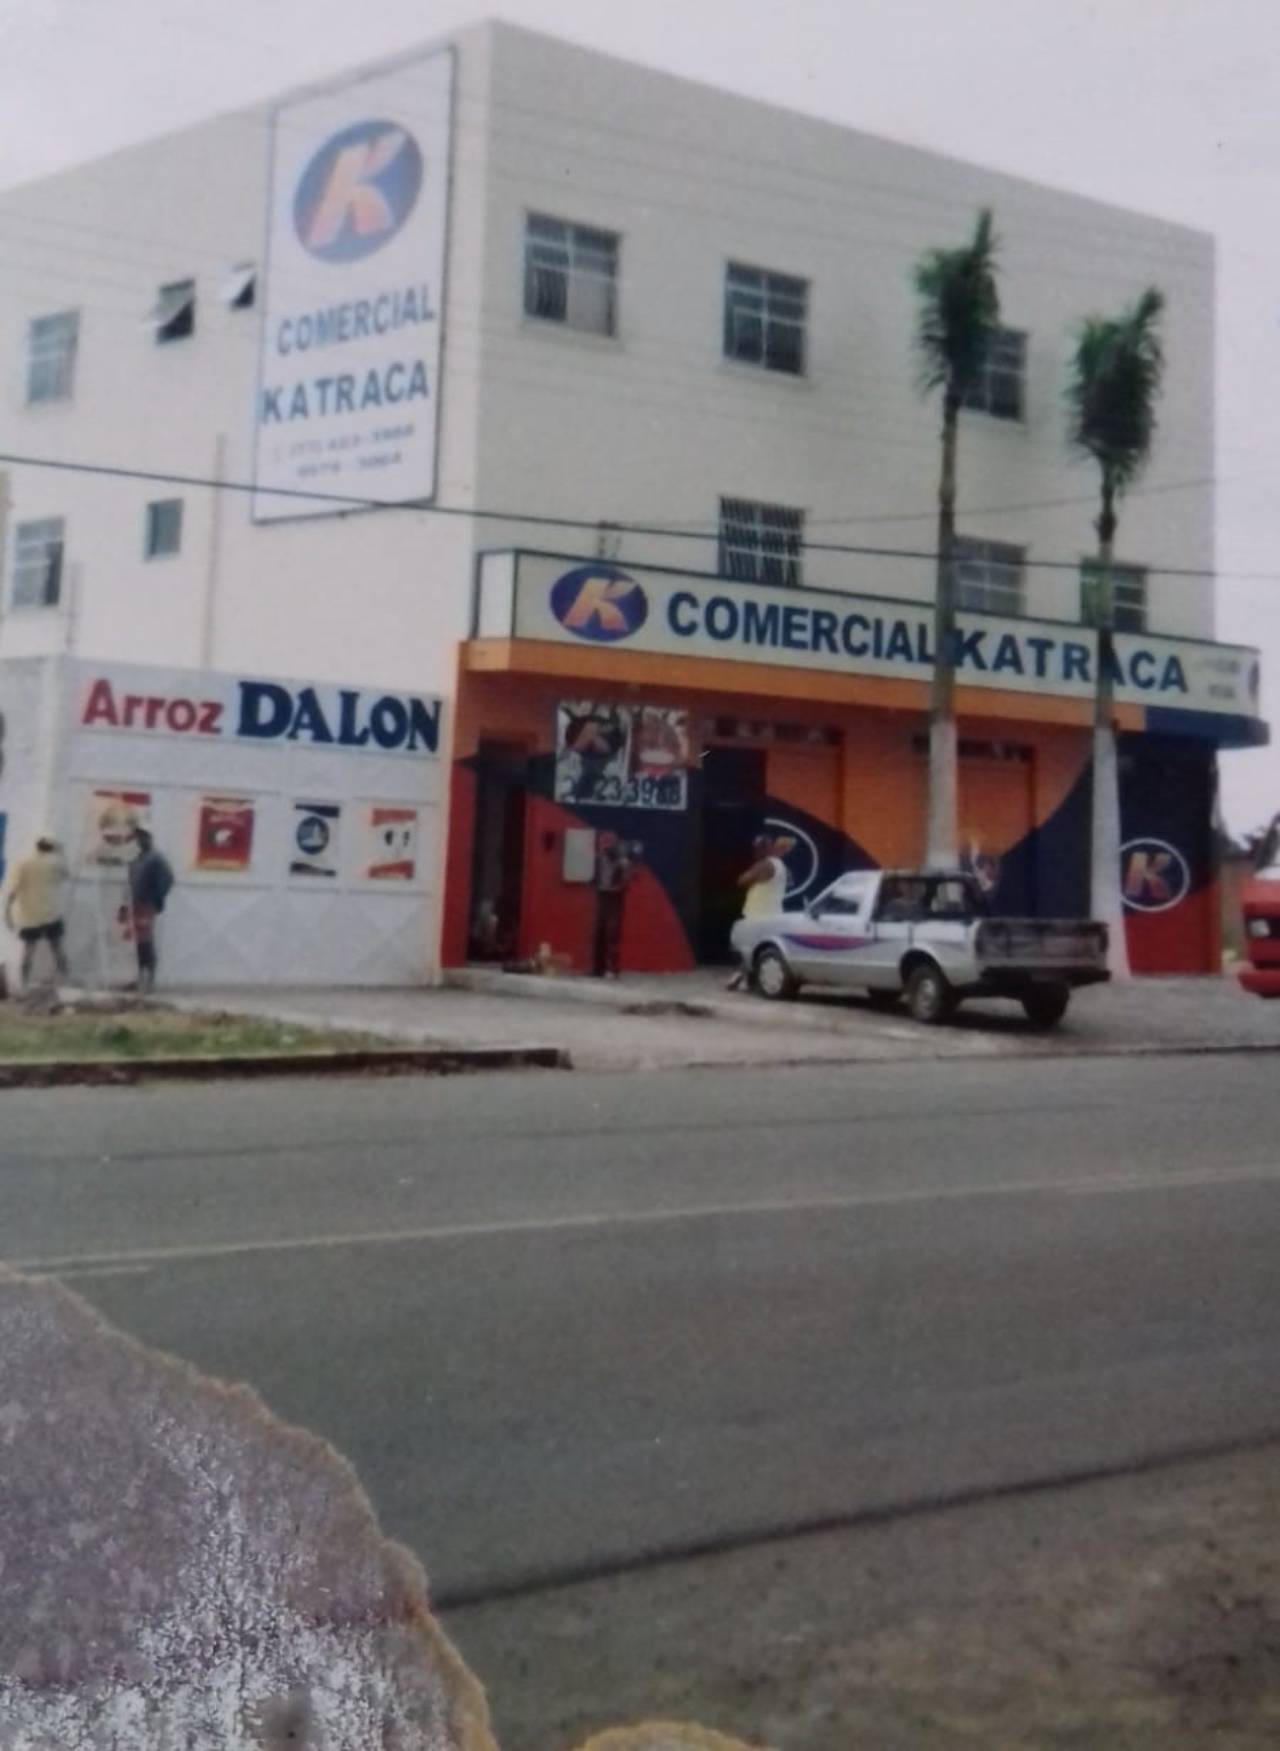 K
COMERCIAL
KATRACA
K COMERCIAL KATRACA
Arroz DALON
K
K